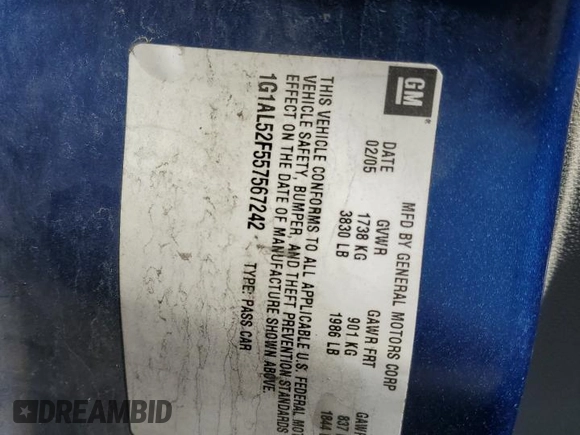 GM
MFD BY GENERAL MOTORS CORP
DATE GVWR GAWR FRT
02/05 1738 KG 901 KG 837
3830 LB 1986 LB 1844
THIS VEHICLE CONFORMS TO ALL APPLICABLE U.S. FEDERAL
VEHICLE SAFETY, BUMPER, AND THEFT PREVENTION STANDARDS
EFFECT ON THE DATE OF MANUFACTURE SHOWN ABOVE.
1G1AL52F557567242 TYPE: PASS CAR
DREAMBID